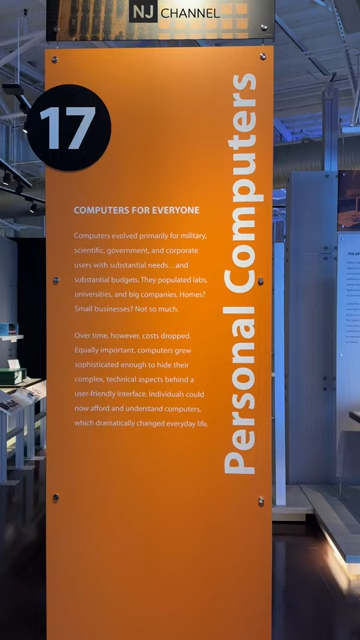 NJ CHANNEL
17
Personal Computers
COMPUTERS FOR EVERYONE
Computers evolved primarily for military,
scientific, government, and corporate
users with substantial needs...and
substantial budgets. They populated labs,
universities, and big companies. Homes?
Small businesses? Not so much.
Over time, however, costs dropped.
Equally important, computers grew
sophisticated enough to hide their
complex, technical aspects behind a
user-friendly interface. Individuals could
now afford and understand computers,
which dramatically changed everyday life.